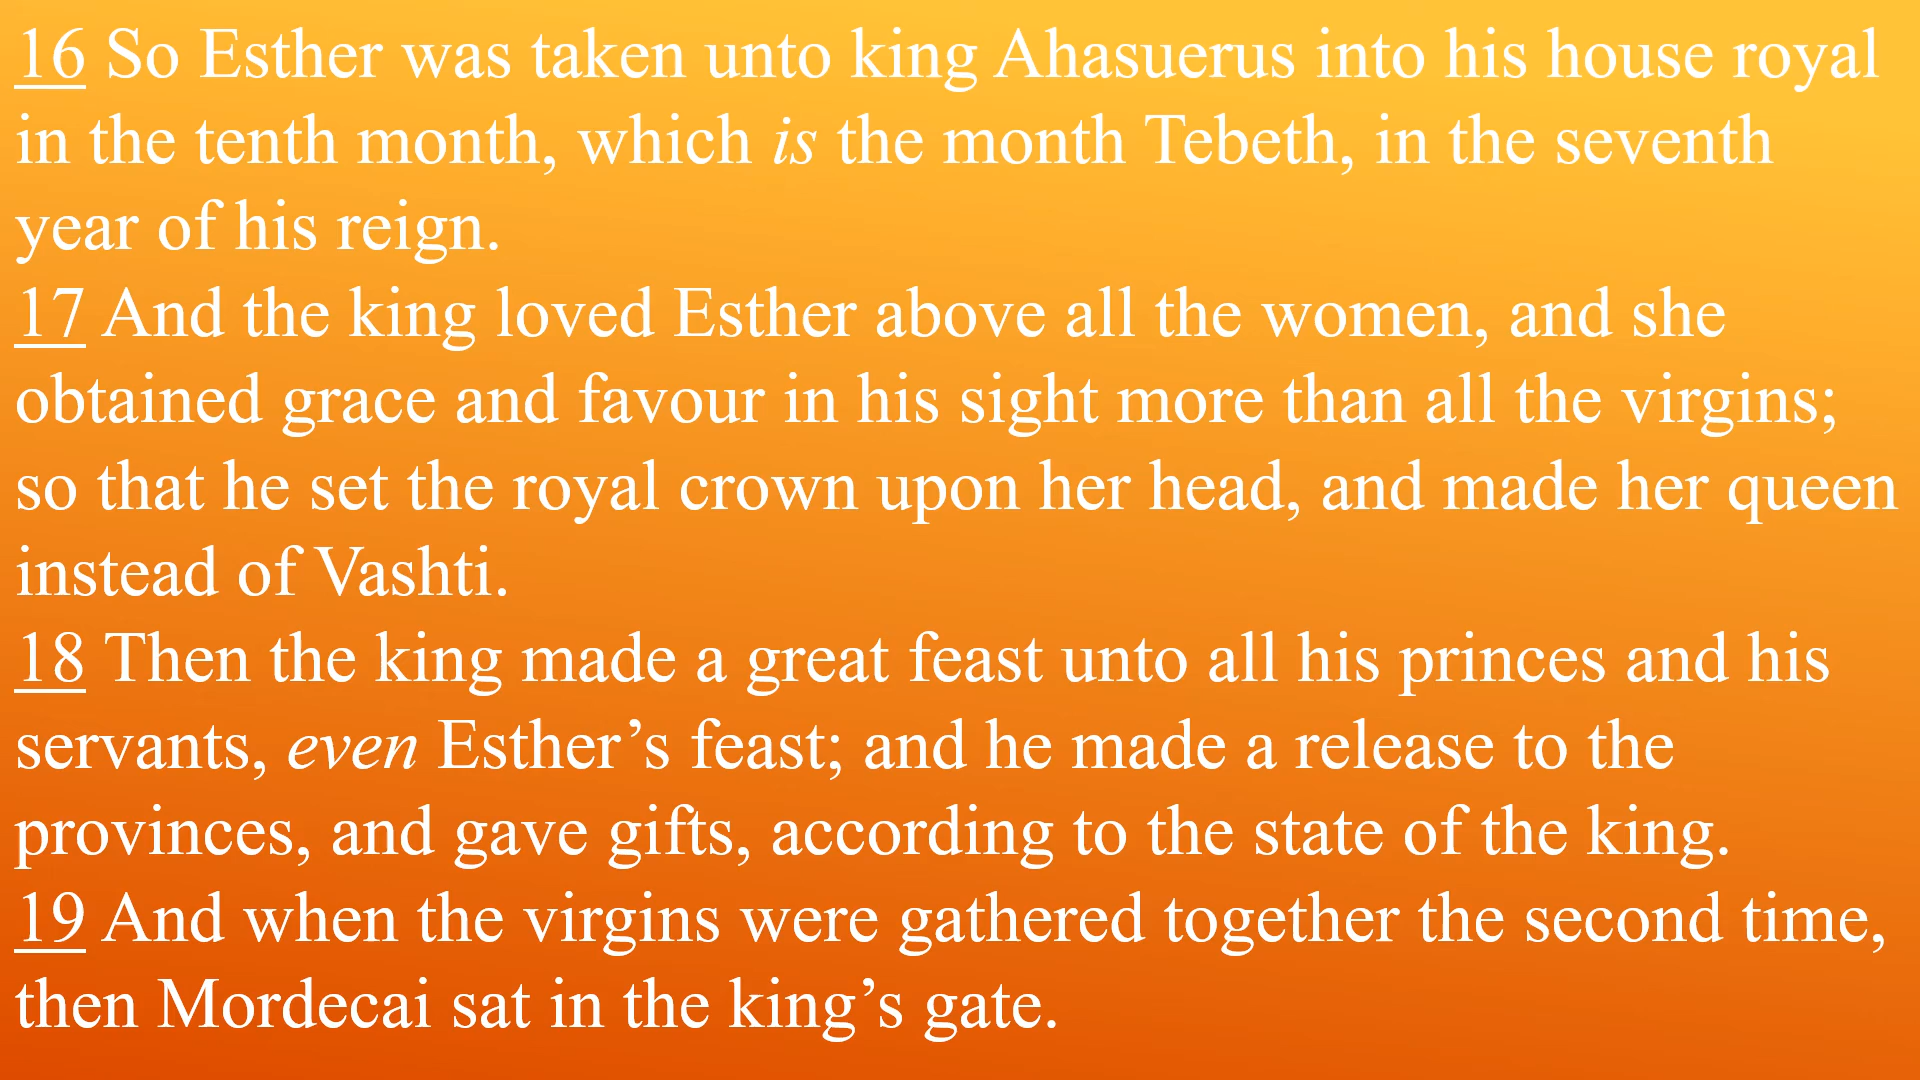 16 So Esther was taken unto king Ahasuerus into his house royal
in the tenth month, which is the month Tebeth, in the seventh
year of his reign.
17 And the king loved Esther above all the women, and she
obtained grace and favour in his sight more than all the virgins;
so that he set the royal crown upon her head, and made her queen
instead of Vashti.
18 Then the king made a great feast unto all his princes and his
servants, even Esther’s feast; and he made a release to the
provinces, and gave gifts, according to the state of the king.
19 And when the virgins were gathered together the second time,
then Mordecai sat in the king’s gate.